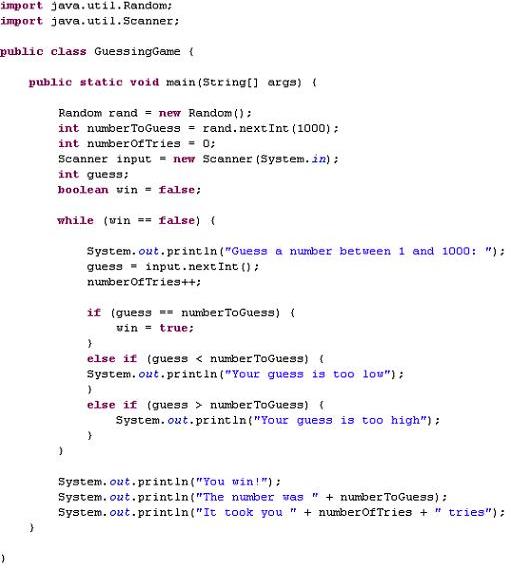 import java.util.Random;
import java.util.Scanner;
public class GuessingGame {
public static void main(String[] args) {
Random rand = new Random();
int numberToGuess = rand.nextInt(1000);
int numberOfTries = 0;
Scanner input = new Scanner(System.in);
int guess;
boolean win = false;
while (win == false) {
System.out.println("Guess a number between 1 and 1000: ");
guess = input.nextInt();
numberOfTries++;
if (guess == numberToGuess) {
win = true;
}
else if (guess < numberToGuess) {
System.out.println("Your guess is too low");
}
else if (guess > numberToGuess) {
System.out.println("Your guess is too high");
}
}
System.out.println("You win!");
System.out.println("The number was " + numberToGuess);
System.out.println("It took you " + numberOfTries + " tries");
}
}